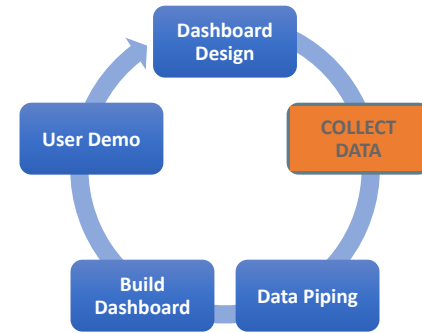 Dashboard
Design
COLLECT
DATA
Data Piping
Build
Dashboard
User Demo